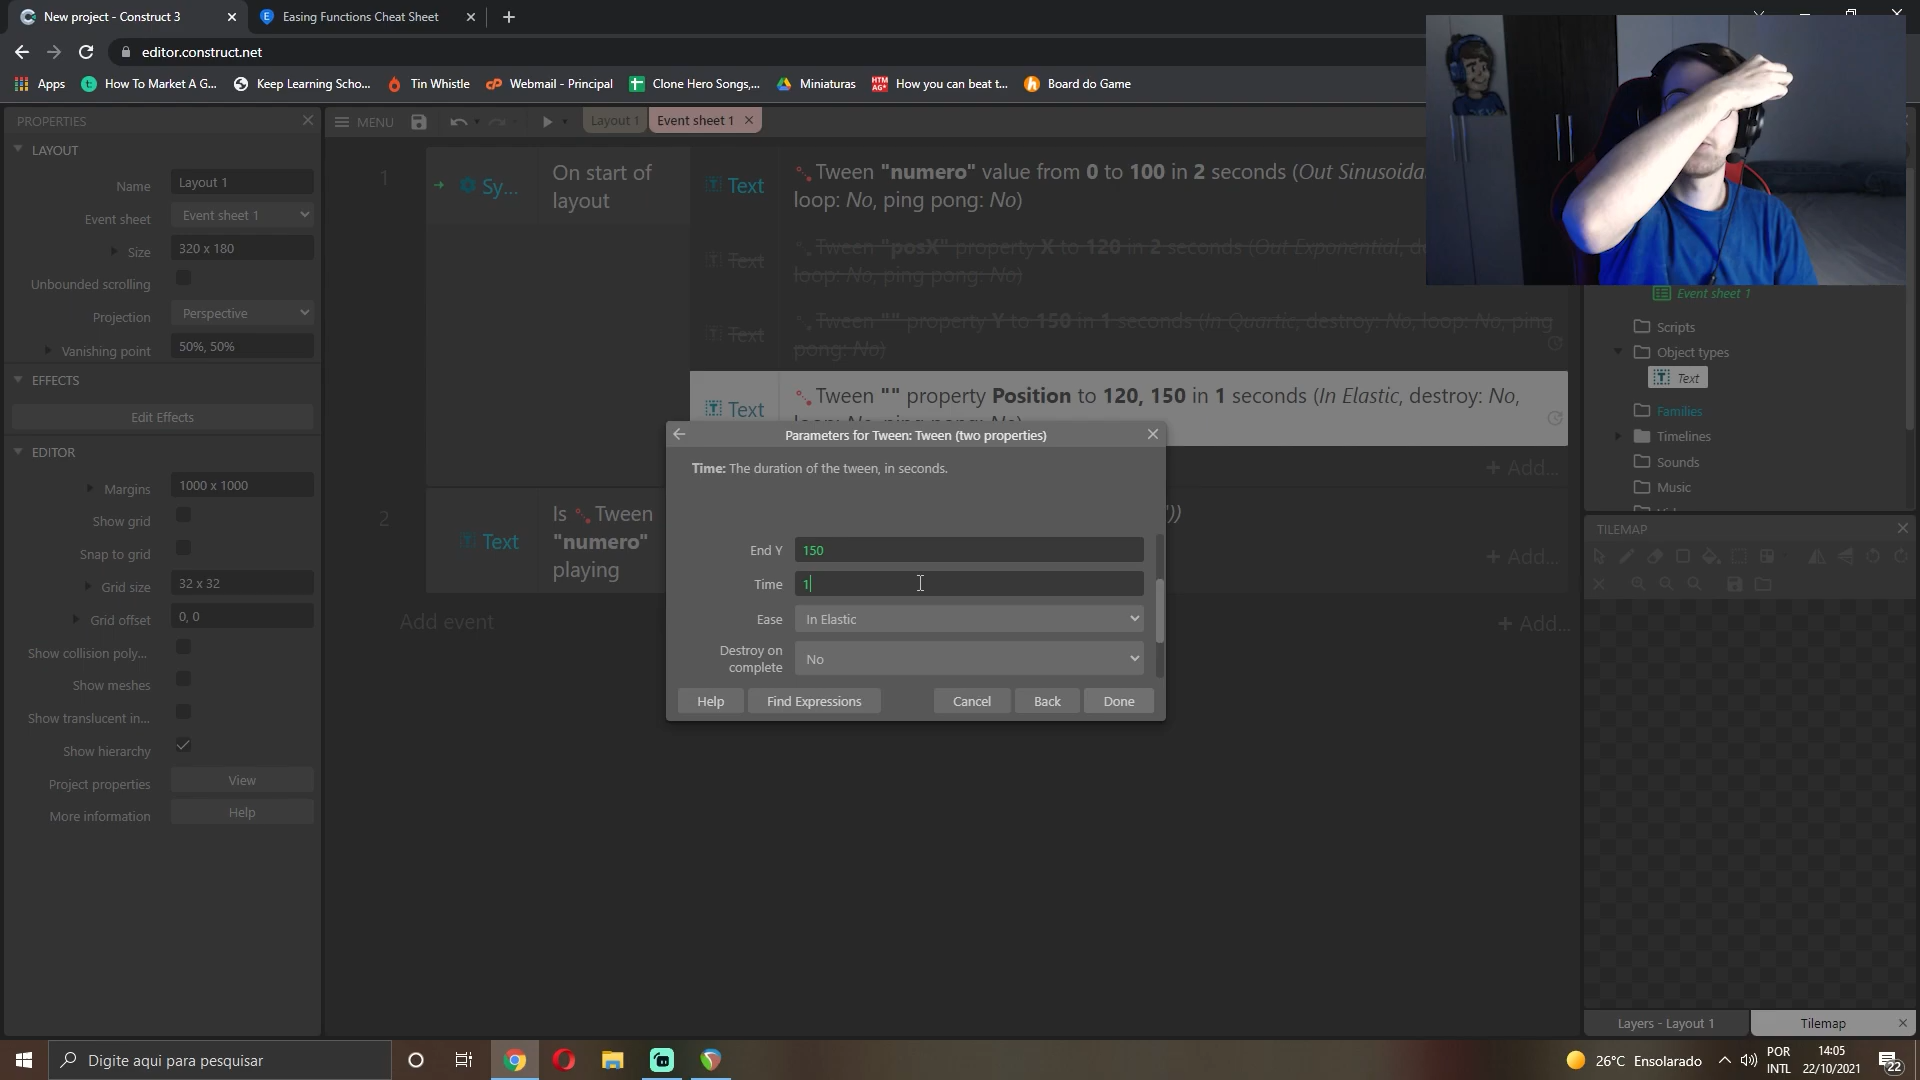 New project - Construct 3
Easing Functions Cheat Sheet
editor.construct.net
Apps
How To Market A G...
Keep Learning Scho...
Tin Whistle
Webmail - Principal
Clone Hero Songs,...
Miniaturas
How you can beat t...
Board do Game
PROPERTIES
MENU
Layout 1
Event sheet 1
LAYOUT
Name
Layout 1
Event sheet
Event sheet 1
Size
320 x 180
Unbounded scrolling
Projection
Perspective
Vanishing point
50%, 50%
EFFECTS
Edit Effects
EDITOR
Margins
1000 x 1000
Show grid
Snap to grid
Grid size
32 x 32
Grid offset
0, 0
Show collision poly...
Show meshes
Show translucent in...
Show hierarchy
Project properties
View
More information
Help
1
Sy...
On start of
layout
Text
Tween "numero" value from 0 to 100 in 2 seconds (Out Sinusoida
loop: No, ping pong: No)
Text
Tween "posX" property X to 120 in 2 seconds (Out Exponential, de
loop: No, ping pong: No)
Text
Tween "" property Y to 150 in 1 seconds (In Quartic, destroy: No, loop: No, ping
pong: No)
Text
Tween "" property Position to 120, 150 in 1 seconds (In Elastic, destroy: No,
+ Add...
2
Text
Is Tween
"numero"
playing
"))
+ Add...
Add event
+ Add...
Parameters for Tween: Tween (two properties)
Time: The duration of the tween, in seconds.
End Y
150
Time
1
Ease
In Elastic
Destroy on
complete
No
Help
Find Expressions
Cancel
Back
Done
Event sheet 1
Scripts
Object types
Text
Families
Timelines
Sounds
Music
TILEMAP
Layers - Layout 1
Tilemap
Digite aqui para pesquisar
26°C Ensolarado
POR
INTL
14:05
22/10/2021
22